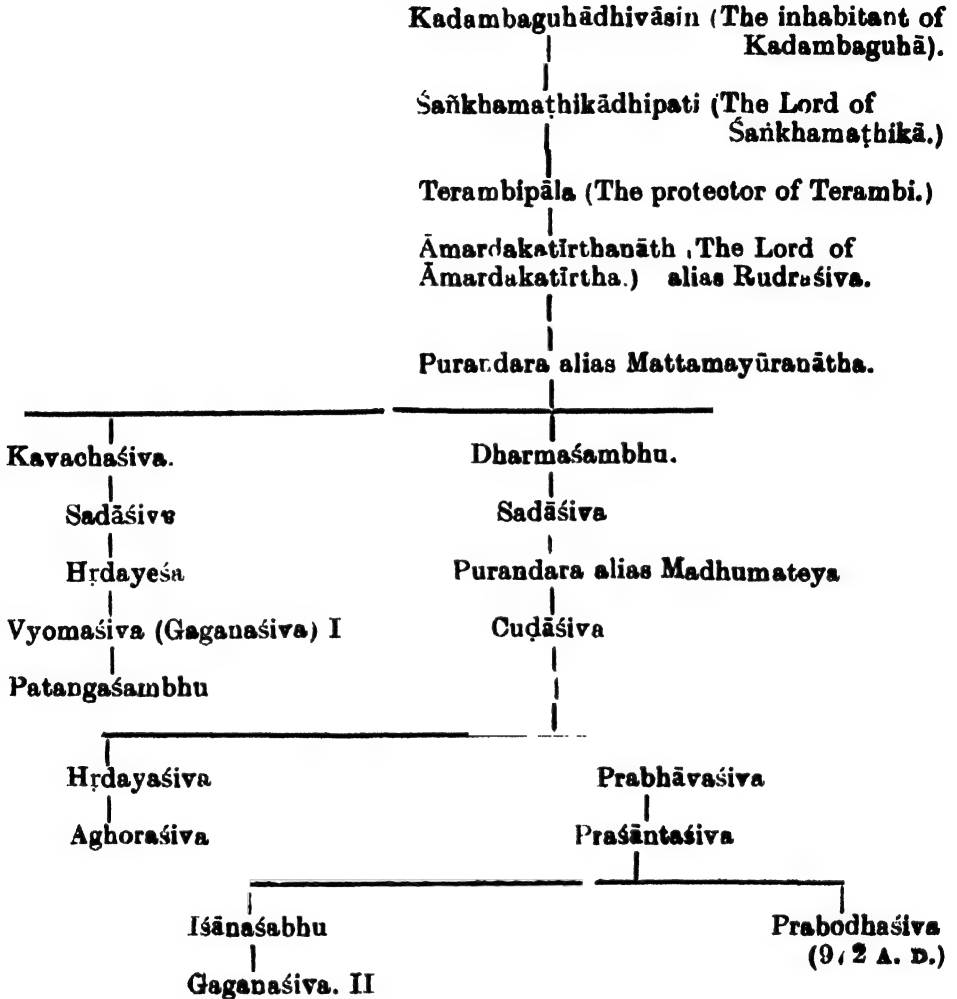 Kadambaguhādhivāsin (The inhabitant of
Kadambaguhā).
Śañkhamaṭhikādhipati (The Lord of
Śaṅkhamaṭhikā.)
Terambipāla (The protector of Terambi.)
Āmardakatīrthanāth (The Lord of
Āmardakatīrtha.) alias Rudraśiva.
Purandara alias Mattamayūranātha.
Kavachaśiva. Dharmaśambhu.
Sadāśiva Sadāśiva
Hṛdayeśa Purandara alias Madhumateya
Vyomaśiva (Gaganaśiva) I Cuḍāśiva
Patangaśambhu
Hṛdayaśiva Prabhāvaśiva
Aghoraśiva Praśāntaśiva
Iśānaśabhu Prabodhaśiva
(A. D.)
Gaganaśiva. II